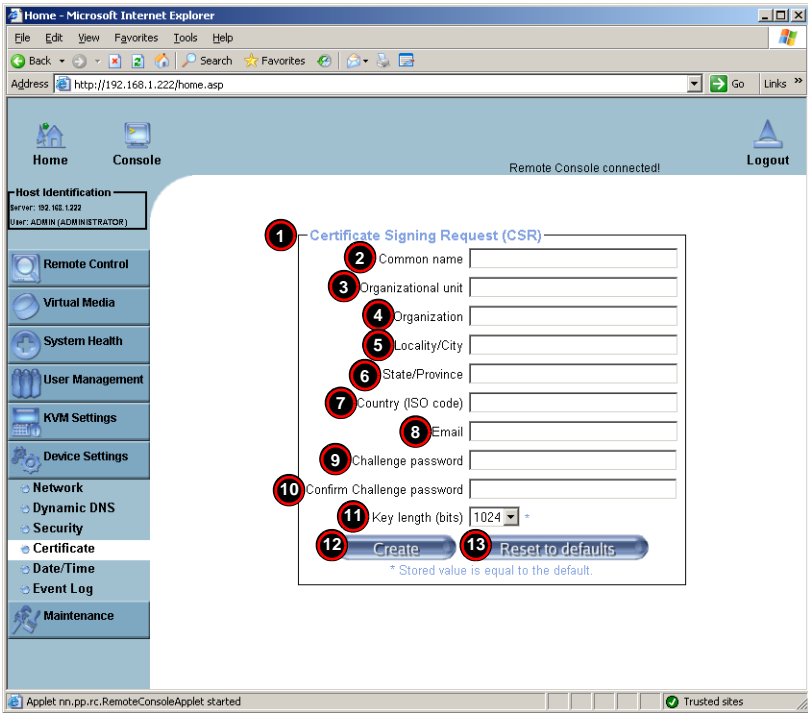 Home - Microsoft Internet Explorer
File Edit View Favorites Tools Help
Back Search Favorites
Address http://192.168.1.222/home.asp Go Links »
Home Console Remote Console connected! Logout
Host Identification
Server: 192.168.1.222
User: ADMIN (ADMINISTRATOR)
Remote Control
Virtual Media
System Health
User Management
KVM Settings
Device Settings
Network
Dynamic DNS
Security
Certificate
Date/Time
Event Log
Maintenance
1 Certificate Signing Request (CSR)
2 Common name
3 Organizational unit
4 Organization
5 Locality/City
6 State/Province
7 Country (ISO code)
8 Email
9 Challenge password
10 Confirm Challenge password
11 Key length (bits) 1024 *
12 Create 13 Reset to defaults
* Stored value is equal to the default.
Applet nn.pp.rc.RemoteConsoleApplet started Trusted sites